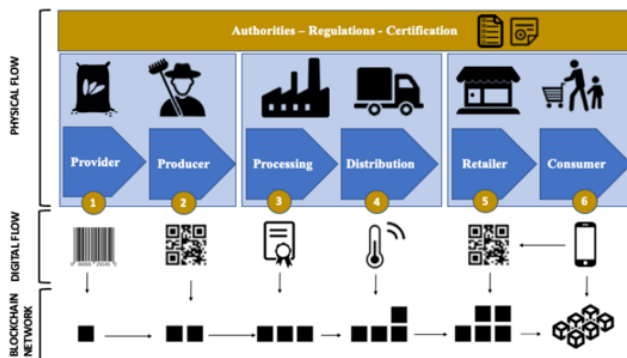 Authorities – Regulations - Certification
PHYSICAL FLOW
Provider
Producer
Processing
Distribution
Retailer
Consumer
1
2
3
4
5
6
DIGITAL FLOW
BLOCKCHAIN
NETWORK